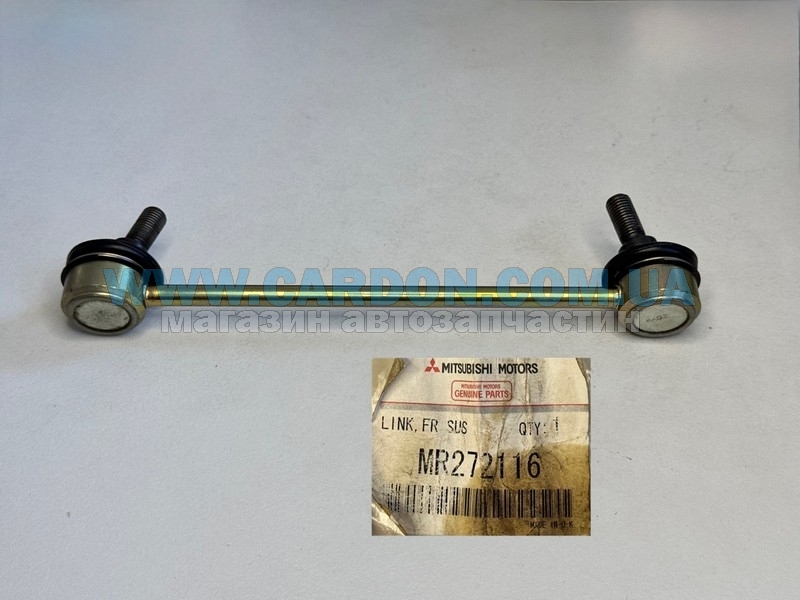 WWW.CARDON.COM.UA
магазин автозапчастин
MITSUBISHI MOTORS
MITSUBISHI MOTORS
GENUINE PARTS
LINK, FR SUS QTY: 1
MR272116
MADE IN U.K